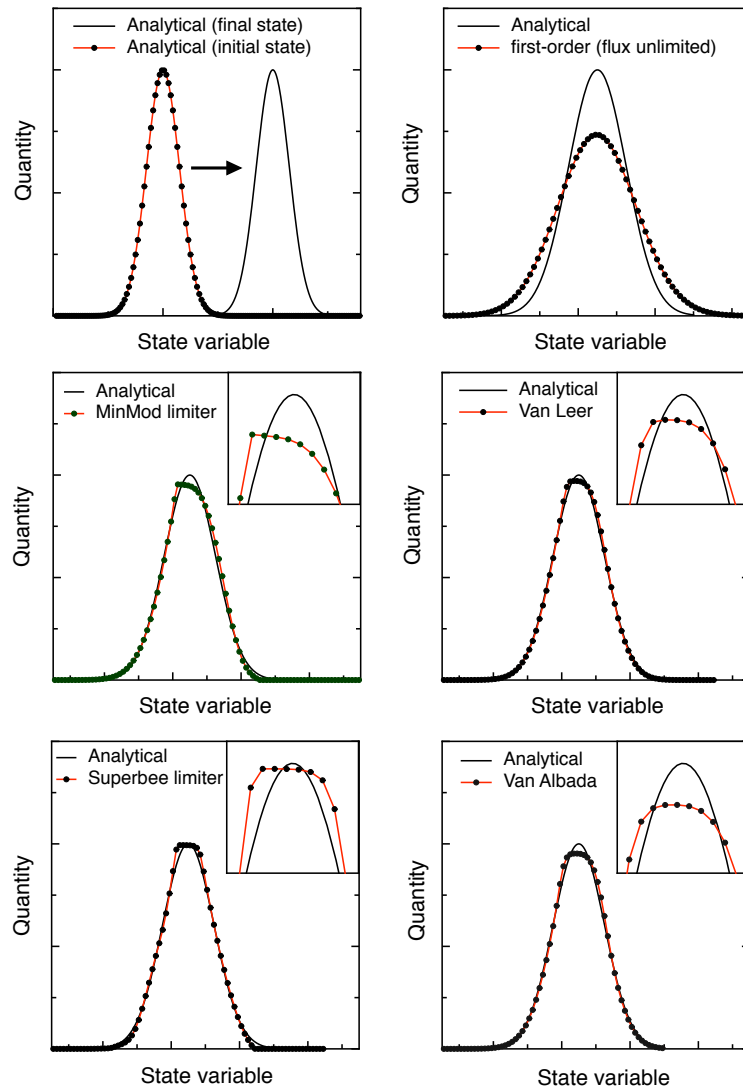 Analytical (final state)
Analytical (initial state)
Quantity
State variable
Analytical
first-order (flux unlimited)
Quantity
State variable
Analytical
MinMod limiter
Quantity
State variable
Analytical
Van Leer
Quantity
State variable
Analytical
Superbee limiter
Quantity
State variable
Analytical
Van Albada
Quantity
State variable